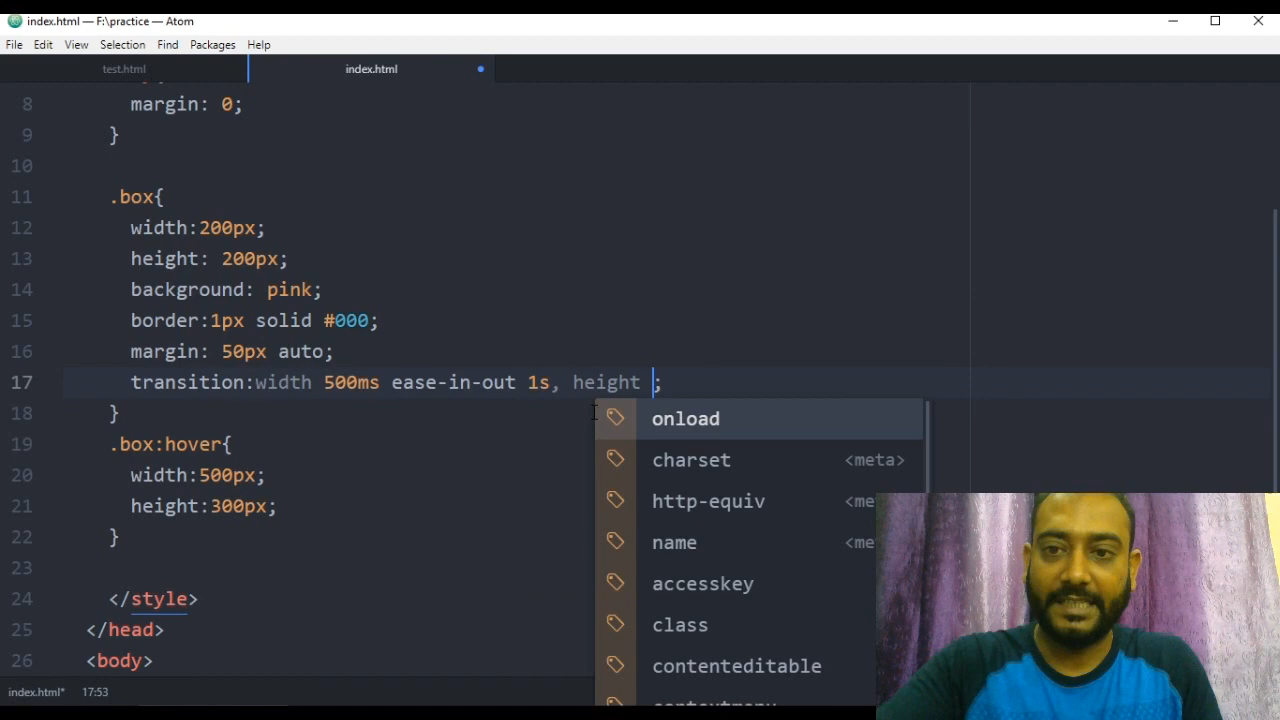 index.html — F:\practice — Atom
File Edit View Selection Find Packages Help
test.html index.html
8 margin: 0;
9 }
10
11 .box{
12 width:200px;
13 height: 200px;
14 background: pink;
15 border:1px solid #000;
16 margin: 50px auto;
17 transition:width 500ms ease-in-out 1s, height ;
18 }
19 .box:hover{
20 width:500px;
21 height:300px;
22 }
23
24 </style>
25 </head>
26 <body>
onload
charset <meta>
http-equiv <me
name <me
accesskey
class
contenteditable
index.html* 17:53